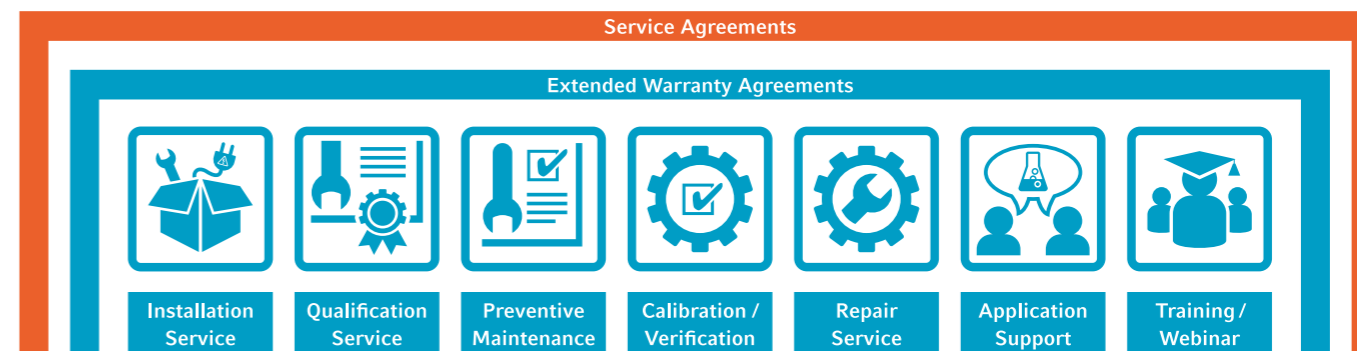 Service Agreements
Extended Warranty Agreements
Installation
Service
Qualification
Service
Preventive
Maintenance
Calibration /
Verification
Repair
Service
Application
Support
Training /
Webinar